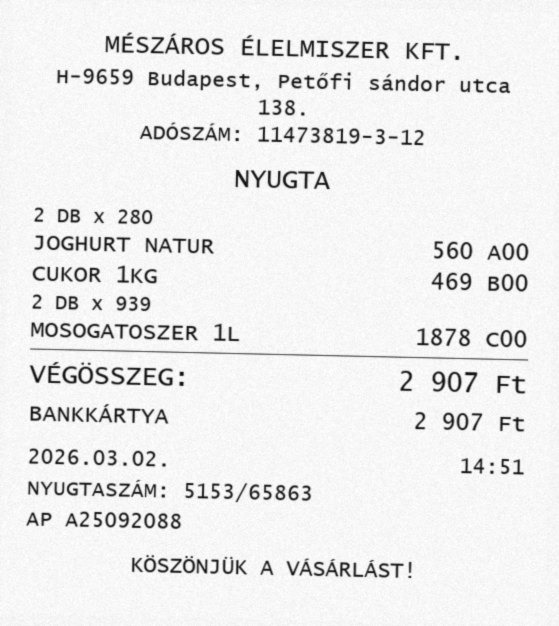 MÉSZÁROS ÉLELMISZER KFT.
H-9659 Budapest, Petőfi sándor utca
138.
ADÓSZÁM: 11473819-3-12
NYUGTA
2 DB x 280
JOGHURT NATUR 560 A00
CUKOR 1KG 469 B00
2 DB x 939
MOSOGATOSZER 1L 1878 C00
VÉGÖSSZEG: 2 907 Ft
BANKKÁRTYA 2 907 Ft
2026.03.02. 14:51
NYUGTASZÁM: 5153/65863
AP A25092088
KÖSZÖNJÜK A VÁSÁRLÁST!